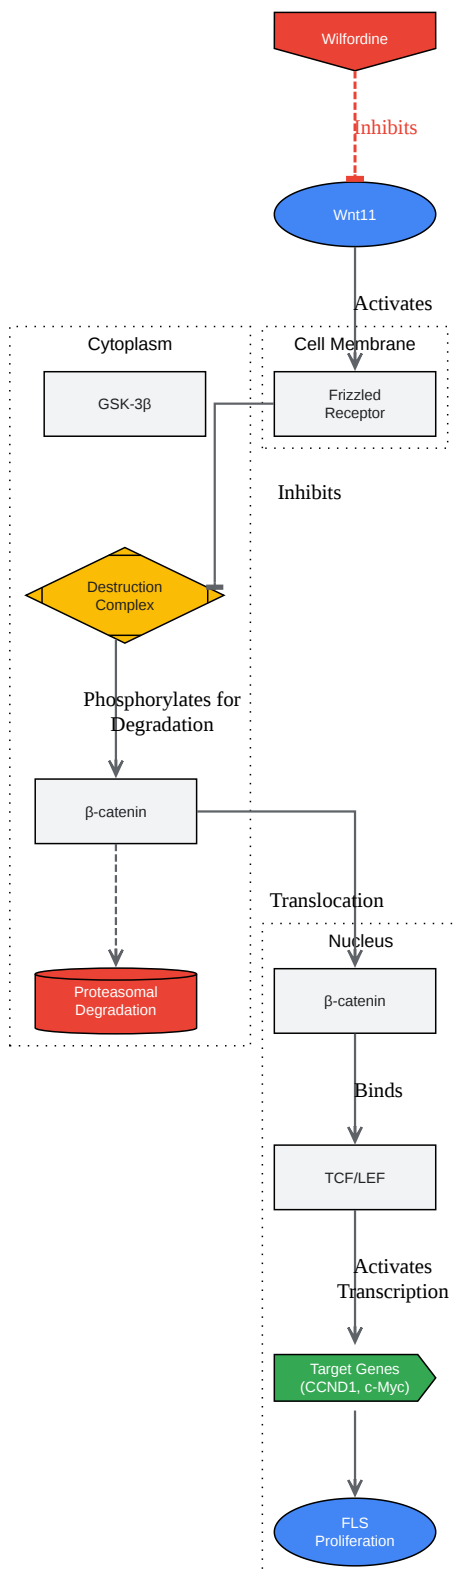 Wilfordine
Inhibits
Wnt11
Activates
Cytoplasm
Cell Membrane
GSK-3β
Frizzled
Receptor
Inhibits
Destruction
Complex
Phosphorylates for
Degradation
β-catenin
Translocation
Nucleus
Proteasomal
Degradation
β-catenin
Binds
TCF/LEF
Activates
Transcription
Target Genes
(CCND1, c-Myc)
FLS
Proliferation